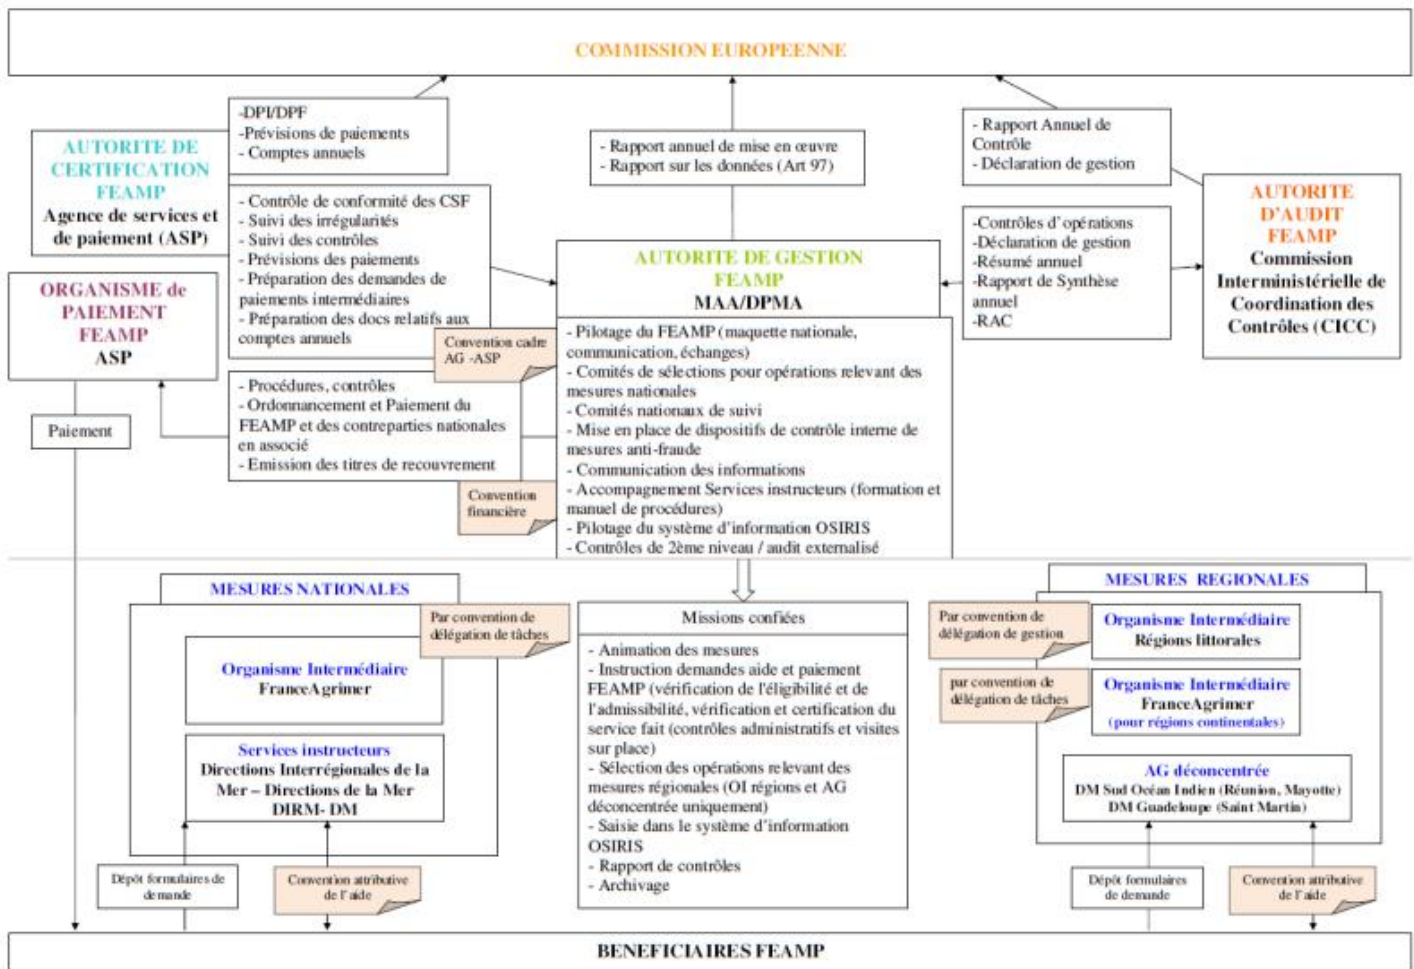 COMMISSION EUROPEENNE
-DPI/DPF
-Prévisions de paiements
- Comptes annuels
- Rapport annuel de mise en œuvre
- Rapport sur les données (Art 97)
- Rapport Annuel de
Contrôle
- Déclaration de gestion
AUTORITE DE
CERTIFICATION
FEAMP
Agence de services et
de paiement (ASP)
- Contrôle de conformité des CSF
- Suivi des irrégularités
- Suivi des contrôles
- Prévisions des paiements
- Préparation des demandes de
paiements intermédiaires
- Préparation des docs relatifs aux
comptes annuels
AUTORITE DE GESTION
FEAMP
MAA/DPMA
-Contrôles d'opérations
-Déclaration de gestion
-Résumé annuel
-Rapport de Synthèse
annuel
-RAC
AUTORITE
D'AUDIT
FEAMP
Commission
Interministérielle de
Coordination des
Contrôles (CICC)
ORGANISME de
PAIEMENT
FEAMP
ASP
Convention cadre
AG -ASP
- Pilotage du FEAMP (maquette nationale,
communication, échanges)
- Comités de sélections pour opérations relevant des
mesures nationales
- Comités nationaux de suivi
- Mise en place de dispositifs de contrôle interne de
mesures anti-fraude
- Communication des informations
- Accompagnement Services instructeurs (formation et
manuel de procédures)
- Pilotage du système d'information OSIRIS
- Contrôles de 2ème niveau / audit externalisé
Paiement
- Procédures, contrôles
- Ordonnancement et Paiement du
FEAMP et des contreparties nationales
en associé
- Emission des titres de recouvrement
Convention
financière
MESURES NATIONALES
Par convention de
délégation de tâches
Organisme Intermédiaire
FranceAgrimer
Services instructeurs
Directions Interrégionales de la
Mer – Directions de la Mer
DIRM- DM
Dépôt formulaires de
demande
Convention attributive
de l'aide
Missions confiées
- Animation des mesures
- Instruction demandes aide et paiement
FEAMP (vérification de l'éligibilité et de
l'admissibilité, vérification et certification du
service fait (contrôles administratifs et visites
sur place)
- Sélection des opérations relevant des
mesures régionales (OI régions et AG
déconcentrée uniquement)
- Saisie dans le système d'information
OSIRIS
- Rapport de contrôles
- Archivage
MESURES REGIONALES
Par convention de
délégation de gestion
Organisme Intermédiaire
Régions littorales
par convention de
délégation de tâches
Organisme Intermédiaire
FranceAgrimer
(pour régions continentales)
AG déconcentrée
DM Sud Océan Indien (Réunion, Mayotte)
DM Guadeloupe (Saint Martin)
Dépôt formulaires
de demande
Convention attributive
de l'aide
BENEFICIAIRES FEAMP